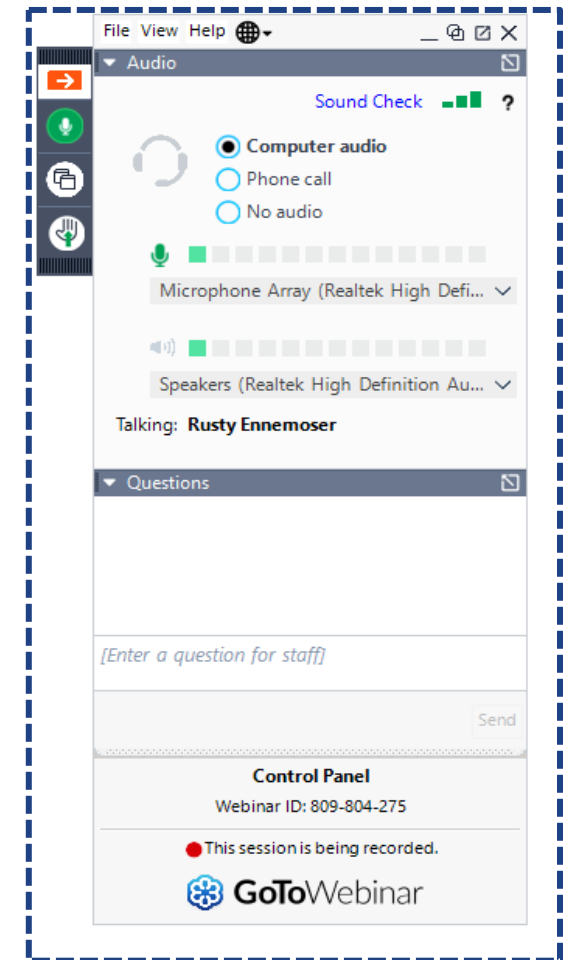 File View Help
Audio
Sound Check ?
Computer audio
Phone call
No audio
Microphone Array (Realtek High Defi...
Speakers (Realtek High Definition Au...
Talking: Rusty Ennemoser
Questions
[Enter a question for staff]
Send
Control Panel
Webinar ID: 809-804-275
This session is being recorded.
GoToWebinar